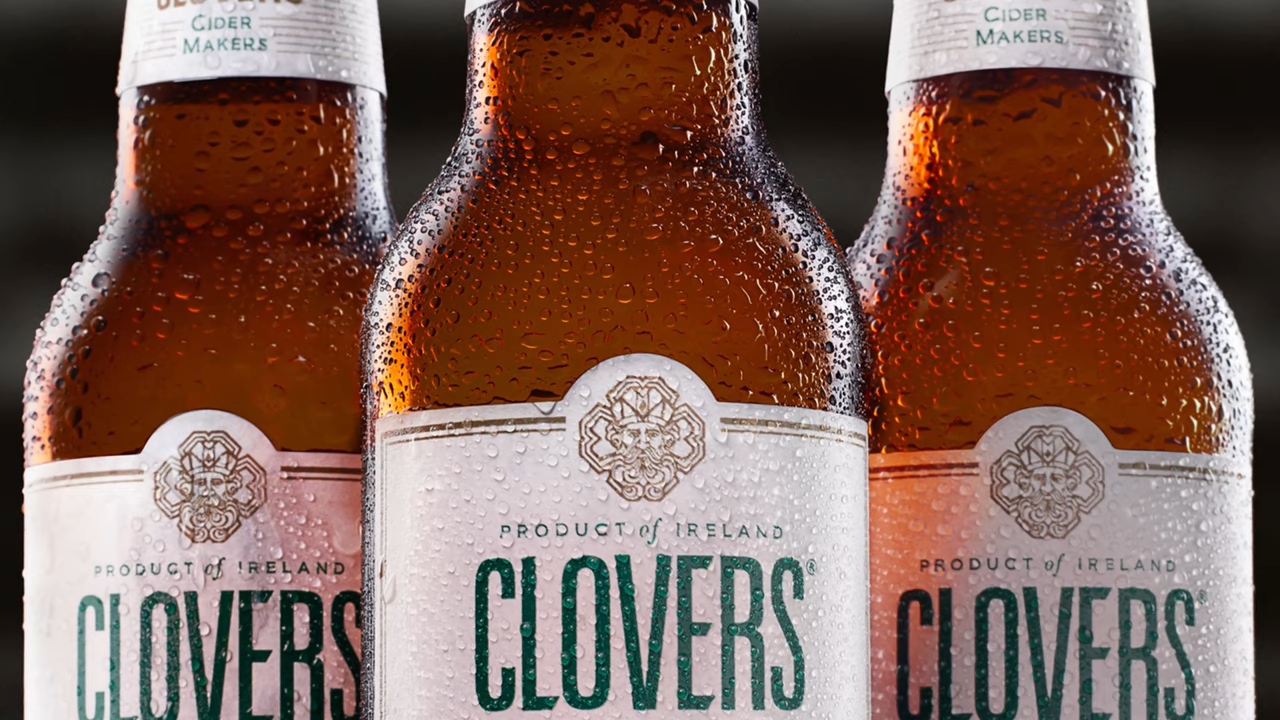 CIDER
MAKERS
CIDER
MAKERS
PRODUCT of IRELAND
CLOVERS®
PRODUCT of IRELAND
CLOVERS
PRODUCT of IRELAND
CLOVERS®